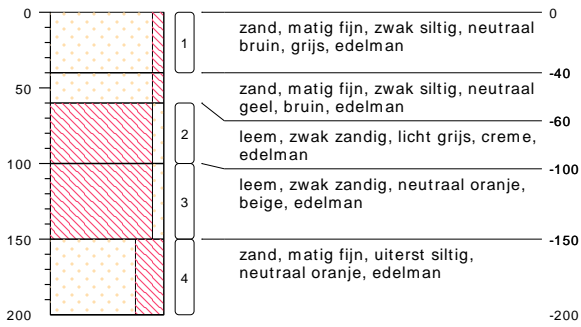 0
zand, matig fijn, zwak siltig, neutraal
0
1
bruin, grijs, edelman
-40
zand, matig fijn, zwak siltig, neutraal
50
geel, bruin, edelman
-60
2
leem, zwak zandig, licht grijs, creme,
edelman
100
-100
leem, zwak zandig, neutraal oranje,
3
beige, edelman
150
-150
zand, matig fijn, uiterst siltig,
4
neutraal oranje, edelman
200
-200